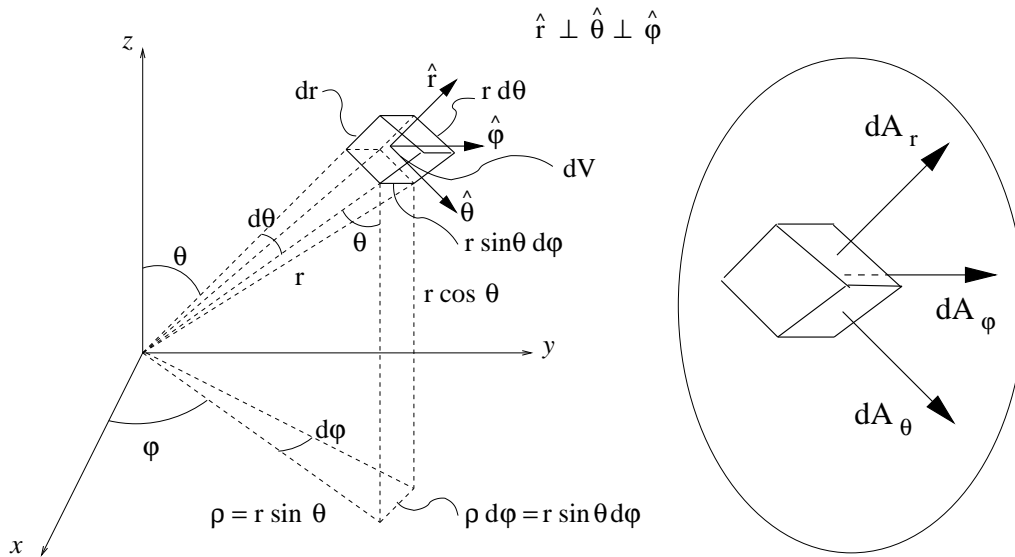 r̂ ⊥ θ̂ ⊥ φ̂
z
dr
r̂
r dθ
φ̂
dV
θ̂
dθ
θ
θ
r sinθ dφ
r
r cos θ
y
φ
dφ
ρ = r sin θ
ρ dφ = r sinθ dφ
x
dA r
dA φ
dA θ